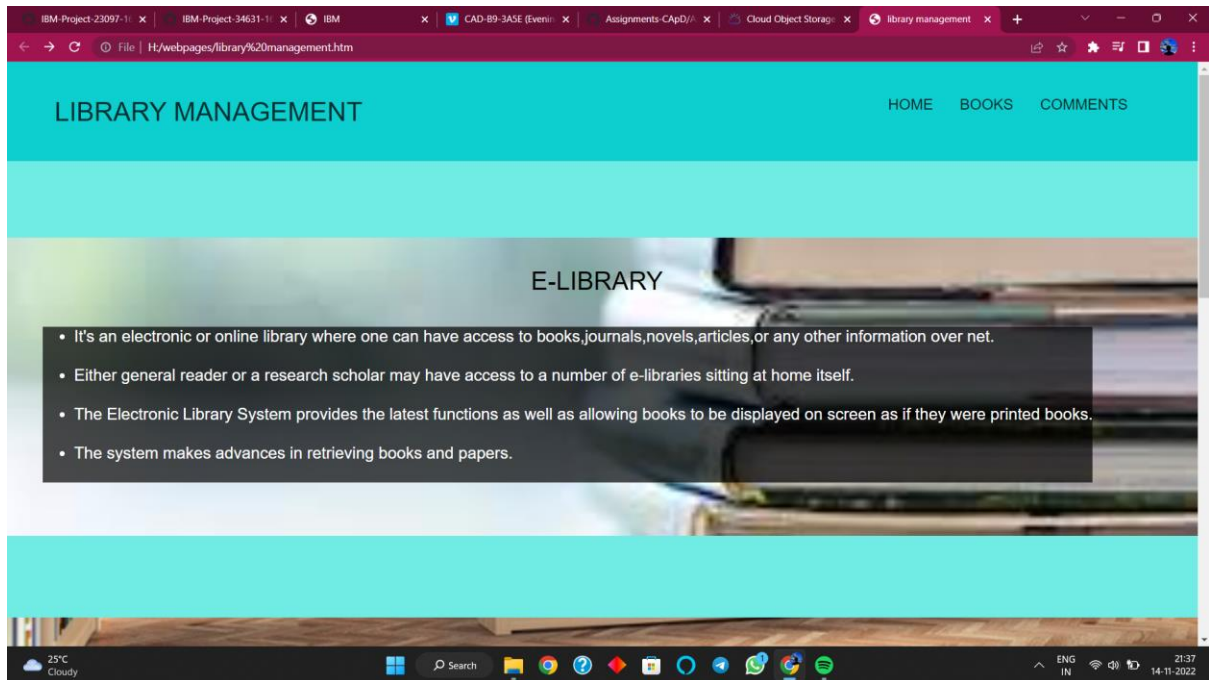 IBM-Project-23097-1
IBM-Project-34631-1
IBM
CAD-B9-3A5E (Evenin
Assignments-CApD/A
Cloud Object Storage
library management
File | H:/webpages/library%20management.htm
LIBRARY MANAGEMENT
HOME BOOKS COMMENTS
E-LIBRARY
• It's an electronic or online library where one can have access to books,journals,novels,articles,or any other information over net.
• Either general reader or a research scholar may have access to a number of e-libraries sitting at home itself.
• The Electronic Library System provides the latest functions as well as allowing books to be displayed on screen as if they were printed books.
• The system makes advances in retrieving books and papers.
25°C
Cloudy
Search
ENG
IN
21:37
14-11-2022